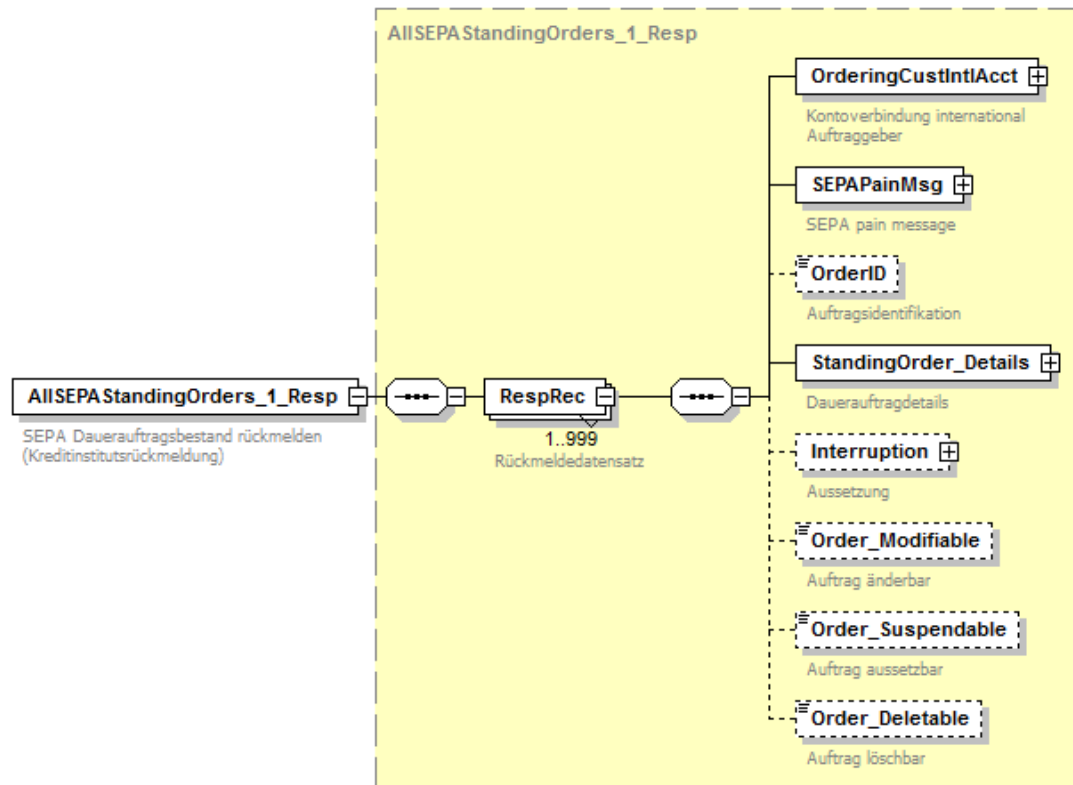 AllSEPAStandingOrders_1_Resp
OrderingCustIntlAcct
Kontoverbindung international
Auftraggeber
SEPAPainMsg
SEPA pain message
OrderID
Auftragsidentifikation
AllSEPAStandingOrders_1_Resp
SEPA Dauerauftragsbestand rückmelden
(Kreditinstitutsrückmeldung)
RespRec
1..999
Rückmeldedatensatz
StandingOrder_Details
Dauerauftragdetails
Interruption
Aussetzung
Order_Modifiable
Auftrag änderbar
Order_Suspendable
Auftrag aussetzbar
Order_Deletable
Auftrag löschbar